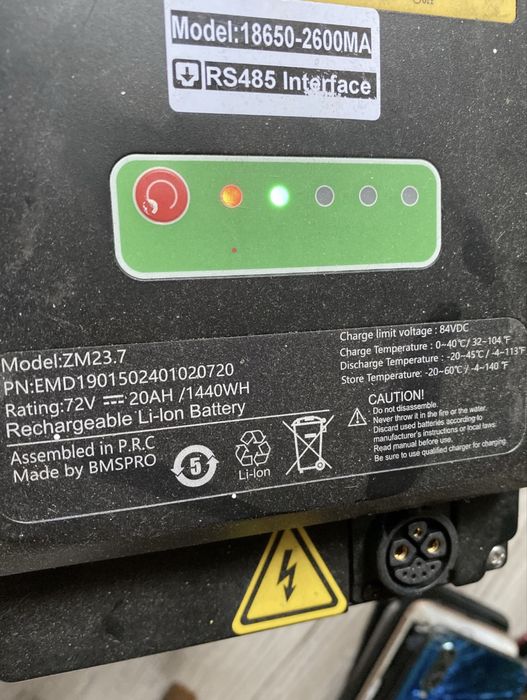 Model:18650-2600MA
RS485 Interface
Model:ZM23.7
PN:EMD1901502401020720
Rating:72V ⎓ 20AH /1440WH
Rechargeable Li-Ion Battery
Assembled in P.R.C
Made by BMSPRO
5
Li-Ion
Charge limit voltage : 84VDC
Charge Temperature : 0~40℃/ 32~104 ℉
Discharge Temperature : -20~45℃/ -4~113℉
Store Temperature: -20~60℃/ -4~140 ℉
CAUTION!
· Do not disassemble.
· Never throw it in the fire or the water.
· Discard used batteries according to
manufacturer's instructions or local laws.
· Read manual before use.
· Be sure to use qualified charger for charging.